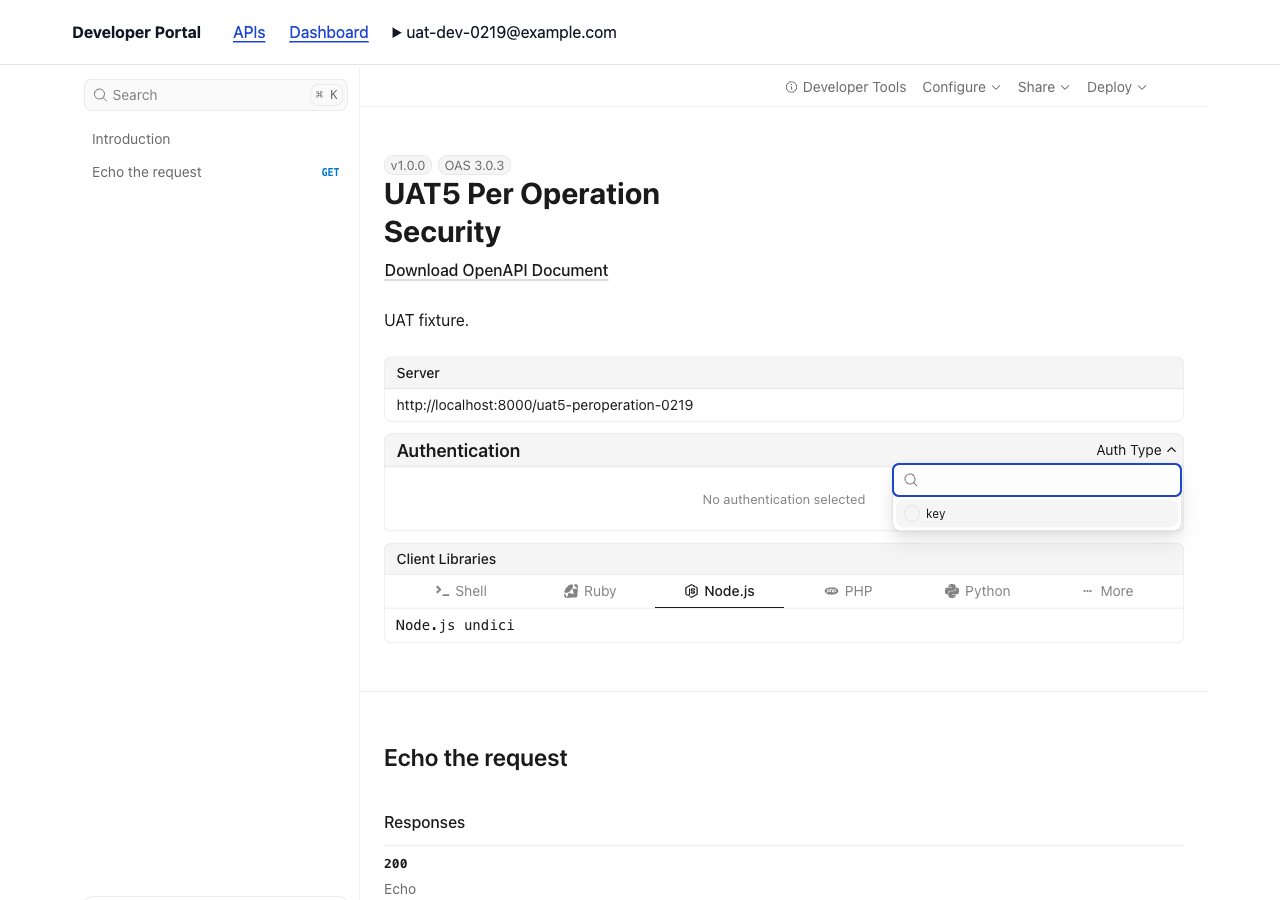 Developer Portal
APIs
Dashboard
▶ uat-dev-0219@example.com
Search
⌘ K
Introduction
Echo the request
GET
Developer Tools
Configure
Share
Deploy
v1.0.0
OAS 3.0.3
UAT5 Per Operation
Security
Download OpenAPI Document
UAT fixture.
Server
http://localhost:8000/uat5-peroperation-0219
Authentication
Auth Type
No authentication selected
key
Client Libraries
Shell
Ruby
Node.js
PHP
Python
More
Node.js undici
Echo the request
Responses
200
Echo